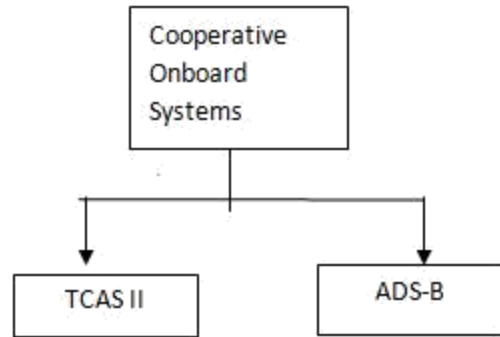 Cooperative
Onboard
Systems
TCAS II
ADS-B